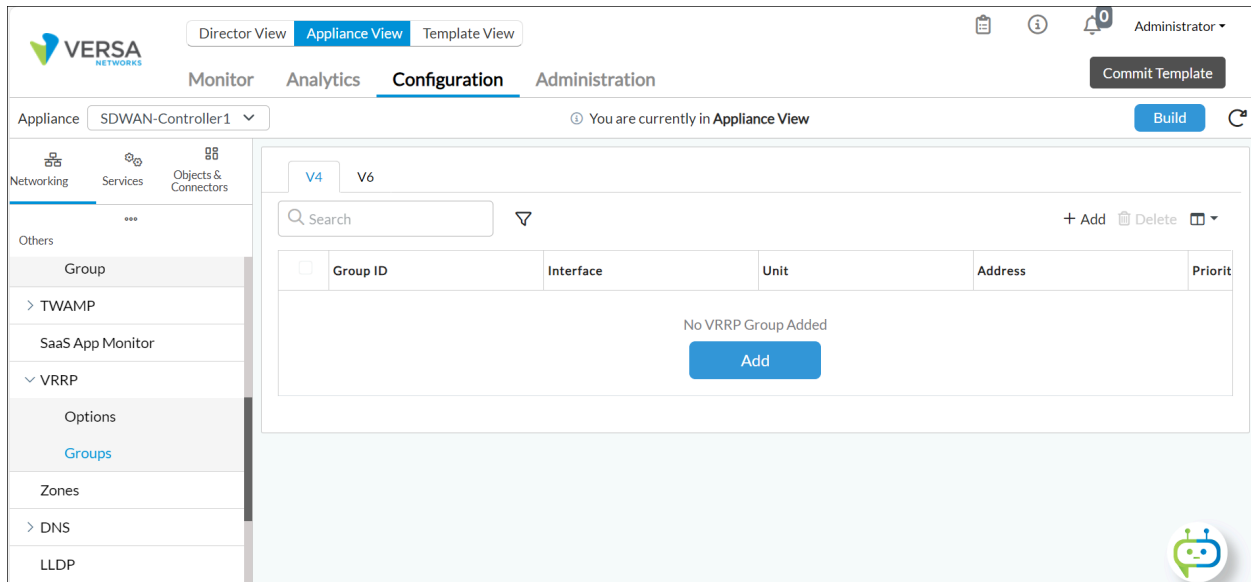 VERSA
NETWORKS
Director View Appliance View Template View
0
Administrator
Monitor Analytics Configuration Administration
Commit Template
Appliance SDWAN-Controller1
You are currently in Appliance View
Build
Networking Services Objects &
Connectors
Others
Group
TWAMP
SaaS App Monitor
VRRP
Options
Groups
Zones
DNS
LLDP
V4 V6
Search
+ Add Delete
Group ID Interface Unit Address Priorit
No VRRP Group Added
Add